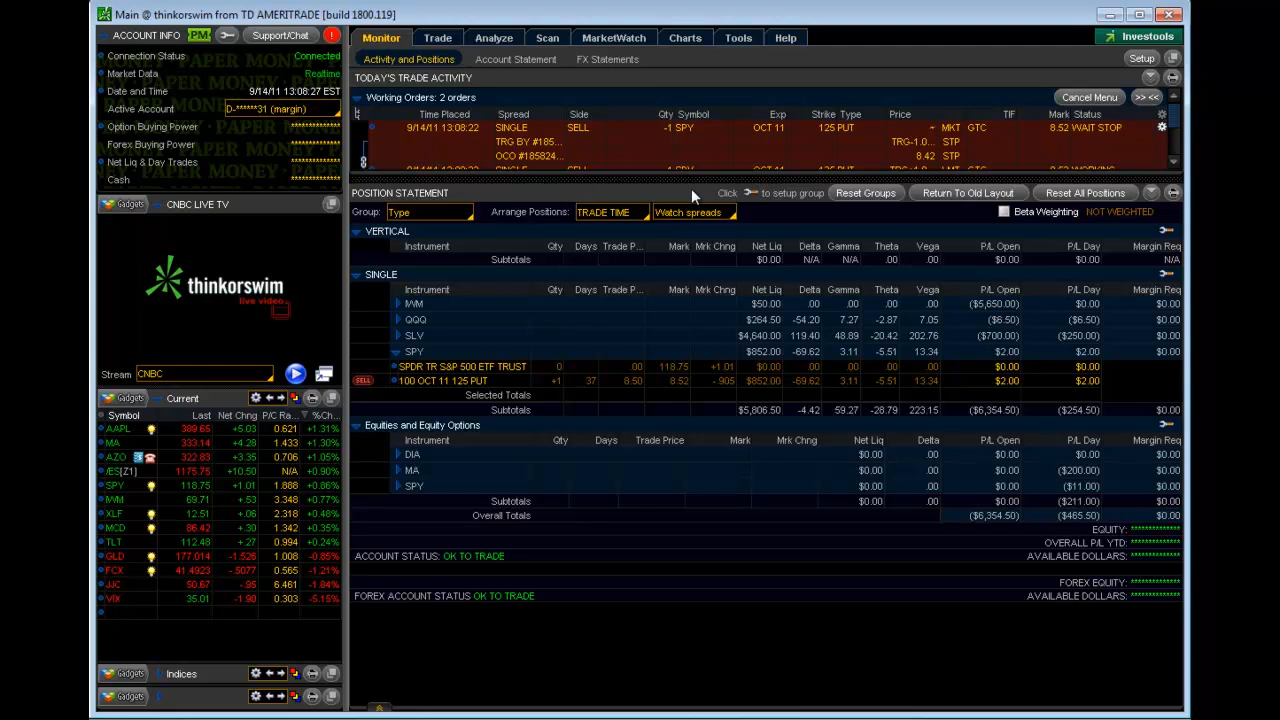 Main @ thinkorswim from TD AMERITRADE [build 1800.119]
ACCOUNT INFO PM Support/Chat !
Connection Status Connected
Market Data Realtime
Date and Time 9/14/11 13:08:27 EST
Active Account D-******31 (margin)
Option Buying Power **************
Forex Buying Power **************
Net Liq & Day Trades **************
Cash **************
PAPER MONEY
Gadgets CNBC LIVE TV
thinkorswim
live video
Stream CNBC
Gadgets Current
Symbol Last Net Chng P/C Ra... %Ch...
AAPL 389.65 +5.03 0.621 +1.31%
MA 333.14 +4.28 1.433 +1.30%
AZO 322.83 +3.35 0.706 +1.05%
/ES[Z1] 1175.75 +10.50 N/A +0.90%
SPY 118.75 +1.01 1.888 +0.86%
IWM 69.71 +.53 3.348 +0.77%
XLF 12.51 +.06 2.318 +0.48%
MCD 86.42 +.30 1.342 +0.35%
TLT 112.48 +.27 0.994 +0.24%
GLD 177.014 -1.526 1.008 -0.85%
FCX 41.4923 -.5077 0.565 -1.21%
JJC 50.67 -.95 6.461 -1.84%
VIX 35.01 -1.90 0.303 -5.15%
Gadgets Indices
Gadgets
Monitor Trade Analyze Scan MarketWatch Charts Tools Help Investools
Activity and Positions Account Statement FX Statements Setup
TODAY'S TRADE ACTIVITY
Working Orders: 2 orders Cancel Menu >> <<
Time Placed Spread Side Qty Symbol Exp Strike Type Price TIF Mark Status
9/14/11 13:08:22 SINGLE SELL -1 SPY OCT 11 125 PUT MKT GTC 8.52 WAIT STOP
TRG BY #185... TRG-1.0... STP
OCO #185824... 8.42 STP
POSITION STATEMENT Click to setup group Reset Groups Return To Old Layout Reset All Positions
Group: Type Arrange Positions: TRADE TIME Watch spreads Beta Weighting NOT WEIGHTED
VERTICAL
Instrument Qty Days Trade P... Mark Mrk Chng Net Liq Delta Gamma Theta Vega P/L Open P/L Day Margin Req
Subtotals $0.00 N/A N/A .00 .00 $0.00 $0.00 N/A
SINGLE
Instrument Qty Days Trade P... Mark Mrk Chng Net Liq Delta Gamma Theta Vega P/L Open P/L Day Margin Req
IWM $50.00 .00 .00 .00 .00 ($5,650.00) $0.00 $0.00
QQQ $264.50 -54.20 7.27 -2.87 7.05 ($6.50) ($6.50) $0.00
SLV $4,640.00 119.40 48.89 -20.42 202.76 ($700.00) ($250.00) $0.00
SPY $852.00 -69.62 3.11 -5.51 13.34 $2.00 $2.00 $0.00
SPDR TR S&P 500 ETF TRUST 0 .00 118.75 +1.01 $0.00 .00 .00 .00 .00 $0.00 $0.00
SELL 100 OCT 11 125 PUT +1 37 8.50 8.52 -.905 $852.00 -69.62 3.11 -5.51 13.34 $2.00 $2.00
Selected Totals
Subtotals $5,806.50 -4.42 59.27 -28.79 223.15 ($6,354.50) ($254.50) $0.00
Equities and Equity Options
Instrument Qty Days Trade Price Mark Mrk Chng Net Liq Delta P/L Open P/L Day Margin Req
DIA $0.00 .00 $0.00 $0.00 $0.00
MA $0.00 .00 $0.00 ($200.00) $0.00
SPY $0.00 .00 $0.00 ($11.00) $0.00
Subtotals $0.00 .00 $0.00 ($211.00) $0.00
Overall Totals ($6,354.50) ($465.50) $0.00
EQUITY: **************
OVERALL P/L YTD: **************
ACCOUNT STATUS: OK TO TRADE AVAILABLE DOLLARS: **************
FOREX EQUITY: **************
FOREX ACCOUNT STATUS OK TO TRADE AVAILABLE DOLLARS: **************